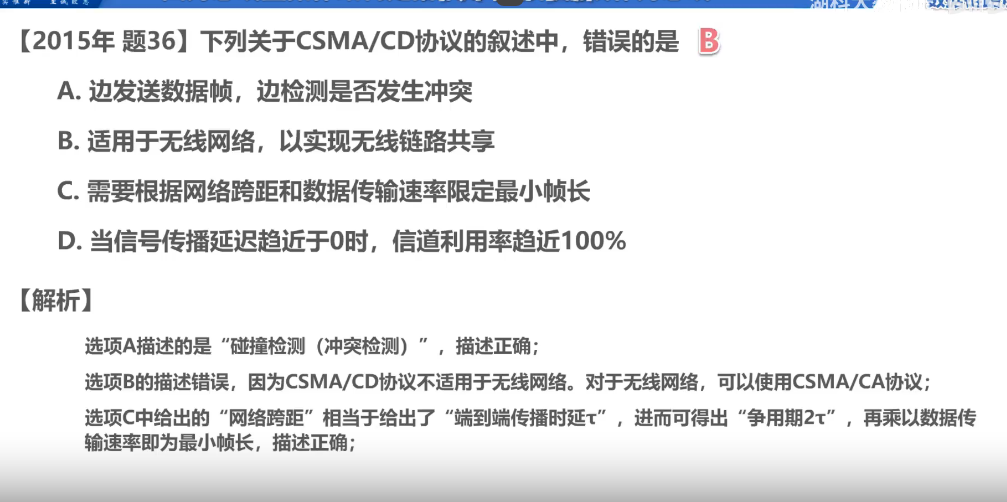 【2015年 题36】下列关于CSMA/CD协议的叙述中，错误的是 B
A. 边发送数据帧，边检测是否发生冲突
B. 适用于无线网络，以实现无线链路共享
C. 需要根据网络跨距和数据传输速率限定最小帧长
D. 当信号传播延迟趋近于0时，信道利用率趋近100%
【解析】
选项A描述的是“碰撞检测（冲突检测）”，描述正确；
选项B的描述错误，因为CSMA/CD协议不适用于无线网络。对于无线网络，可以使用CSMA/CA协议；
选项C中给出的“网络跨距”相当于给出了“端到端传播时延τ”，进而可得出“争用期2τ”，再乘以数据传
输速率即为最小帧长，描述正确；